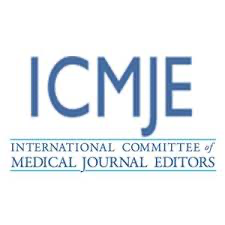 ICMJE
INTERNATIONAL COMMITTEE of
MEDICAL JOURNAL EDITORS